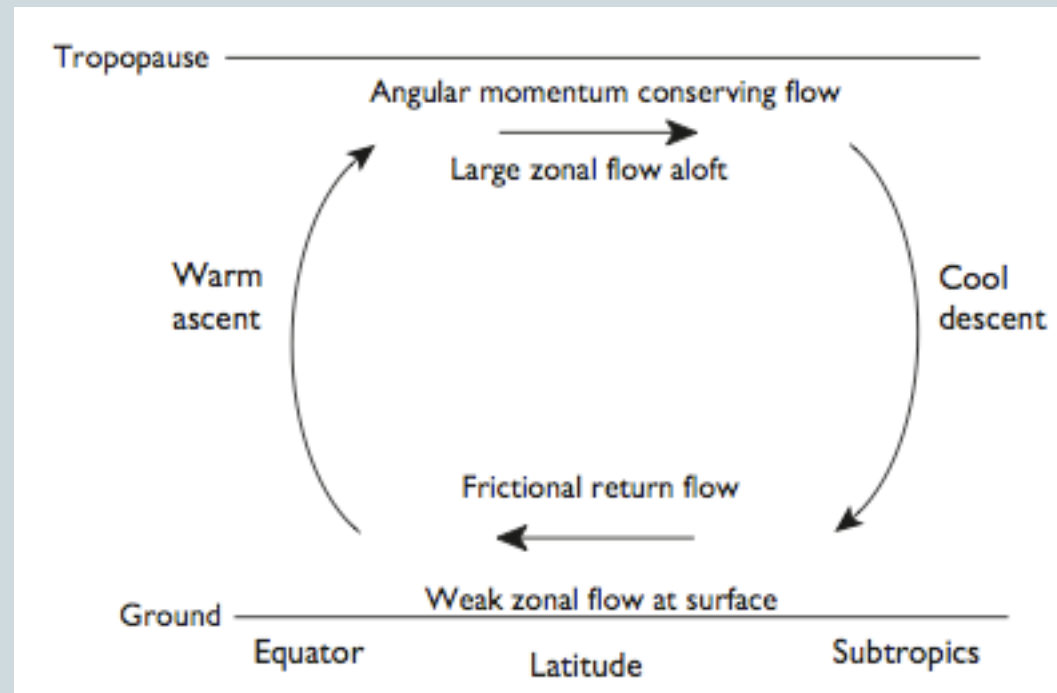 Tropopause
Angular momentum conserving flow
Large zonal flow aloft
Warm
ascent
Cool
descent
Frictional return flow
Weak zonal flow at surface
Ground
Equator
Latitude
Subtropics